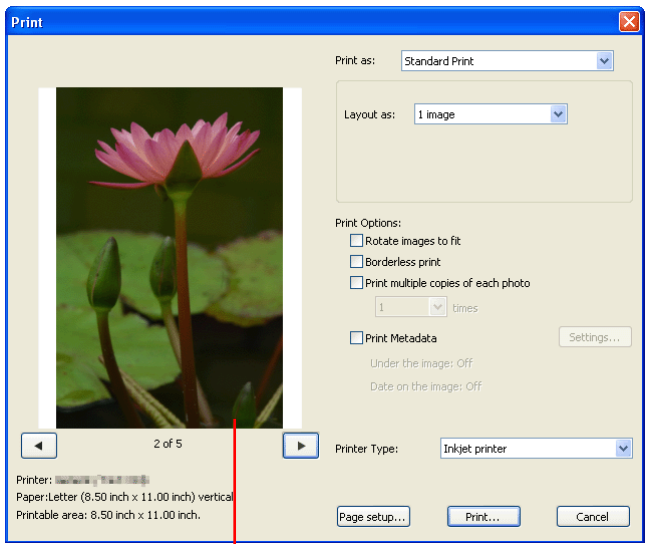 Print
Print as: Standard Print
Layout as: 1 image
Print Options:
Rotate images to fit
Borderless print
Print multiple copies of each photo
1 times
Print Metadata Settings...
Under the image: Off
Date on the image: Off
2 of 5
Printer Type: Inkjet printer
Printer:
Paper:Letter (8.50 inch x 11.00 inch) vertical
Printable area: 8.50 inch x 11.00 inch.
Page setup... Print... Cancel